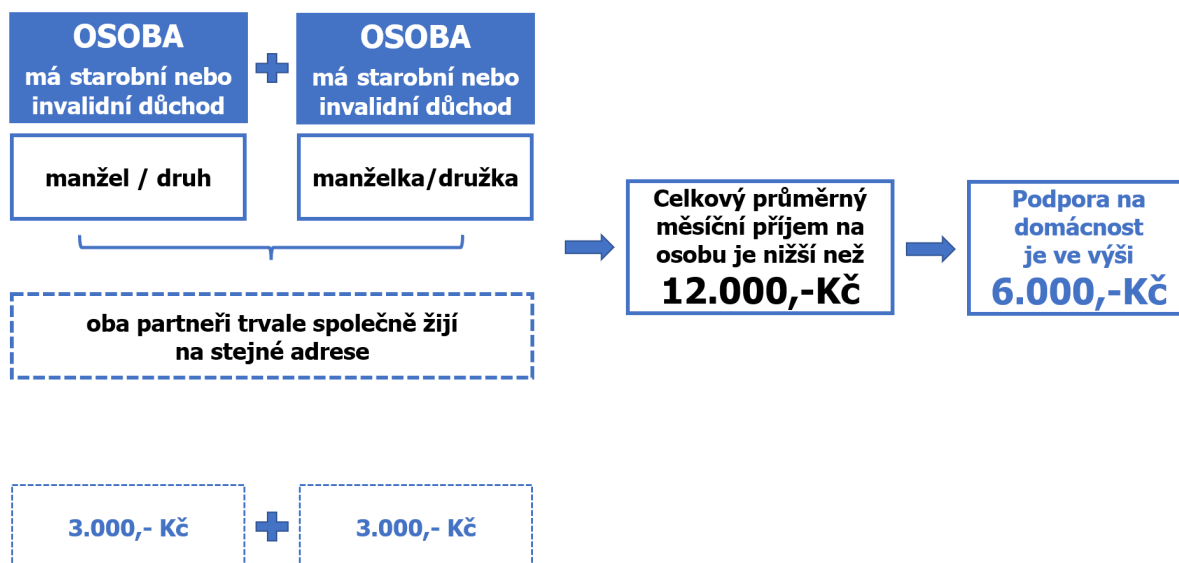 OSOBA
má starobní nebo
invalidní důchod
+
OSOBA
má starobní nebo
invalidní důchod
manžel / druh
manželka/družka
oba partneři trvale společně žijí
na stejné adrese
Celkový průměrný
měsíční příjem na
osobu je nižší než
12.000,-Kč
Podpora na
domácnost
je ve výši
6.000,-Kč
3.000,- Kč
+
3.000,- Kč